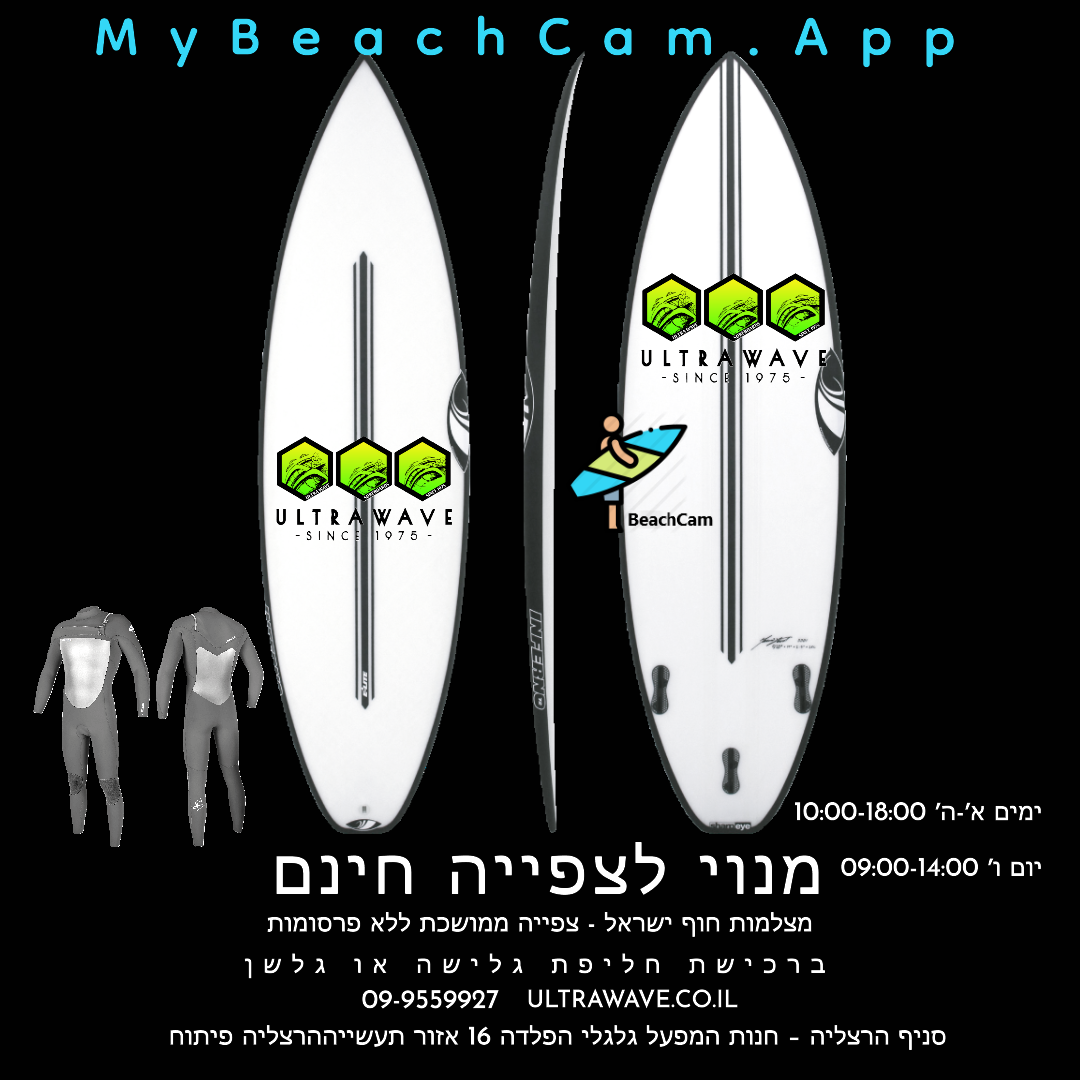 MyBeachCam.App
ULTRAWAVE
-SINCE 1975-
ULTRAWAVE
-SINCE 1975-
BeachCam
INFERNO
E2LITE
ימים א'-ה' 10:00-18:00
יום ו' 09:00-14:00
מנוי לצפייה חינם
מצלמות חוף ישראל - צפייה ממושכת ללא פרסומות
ברכישת חליפת גלישה או גלשן
09-9559927 ULTRAWAVE.CO.IL
סניף הרצליה – חנות המפעל גלגלי הפלדה 16 אזור תעשייההרצליה פיתוח